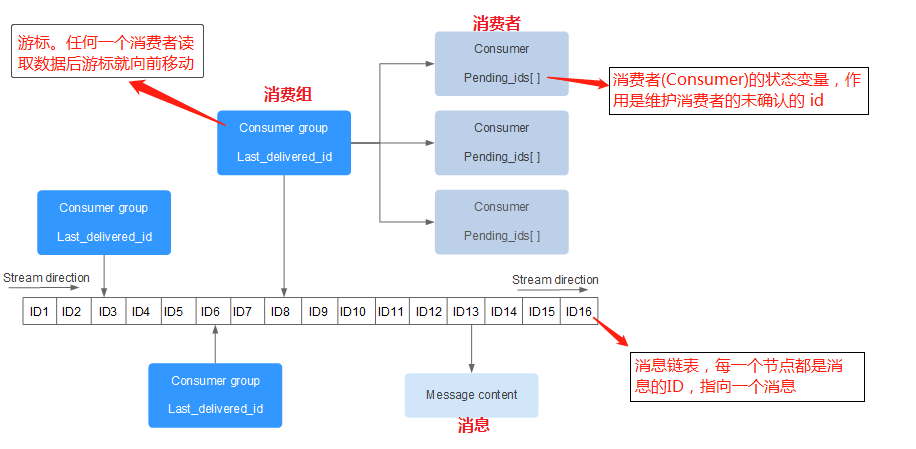 消费者
游标。任何一个消费者读
取数据后游标就向前移动
Consumer
Pending_ids[ ]
消费者(Consumer)的状态变量，作
用是维护消费者的未确认的 id
消费组
Consumer group
Last_delivered_id
Consumer
Pending_ids[ ]
Consumer
Pending_ids[ ]
Consumer group
Last_delivered_id
Stream direction
Stream direction
ID1 ID2 ID3 ID4 ID5 ID6 ID7 ID8 ID9 ID10 ID11 ID12 ID13 ID14 ID15 ID16
消息链表，每一个节点都是消
息的ID，指向一个消息
Consumer group
Last_delivered_id
Message content
消息